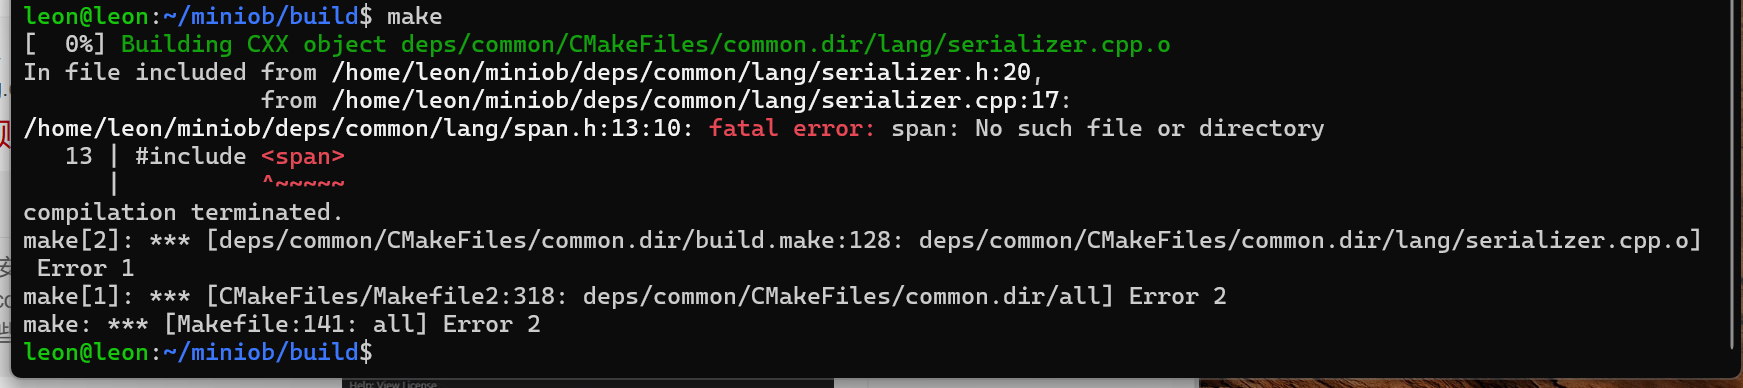 leon@leon:~/miniob/build$ make
[  0%] Building CXX object deps/common/CMakeFiles/common.dir/lang/serializer.cpp.o
In file included from /home/leon/miniob/deps/common/lang/serializer.h:20,
                 from /home/leon/miniob/deps/common/lang/serializer.cpp:17:
/home/leon/miniob/deps/common/lang/span.h:13:10: fatal error: span: No such file or directory
   13 | #include <span>
      |          ^~~~~~
compilation terminated.
make[2]: *** [deps/common/CMakeFiles/common.dir/build.make:128: deps/common/CMakeFiles/common.dir/lang/serializer.cpp.o]
 Error 1
make[1]: *** [CMakeFiles/Makefile2:318: deps/common/CMakeFiles/common.dir/all] Error 2
make: *** [Makefile:141: all] Error 2
leon@leon:~/miniob/build$
Help: View License